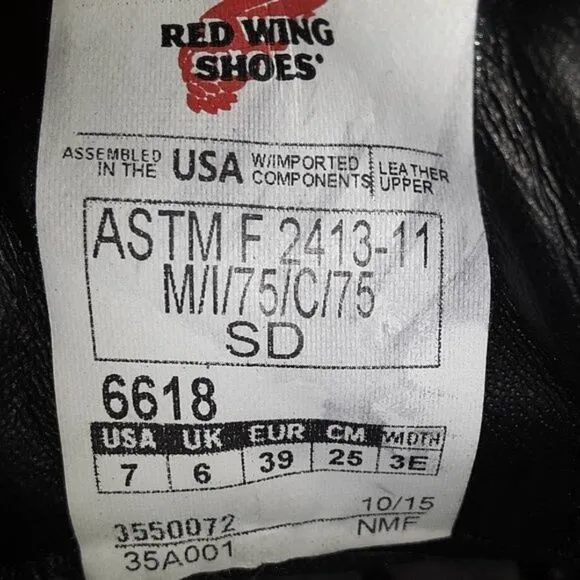 RED WING
SHOES'
ASSEMBLED IN THE USA W/IMPORTED COMPONENTS LEATHER UPPER
ASTM F 2413-11
M/I/75/C/75
SD
6618
USA UK EUR CM WIDTH
7 6 39 25 3E
3550072 10/15
35A001 NMF